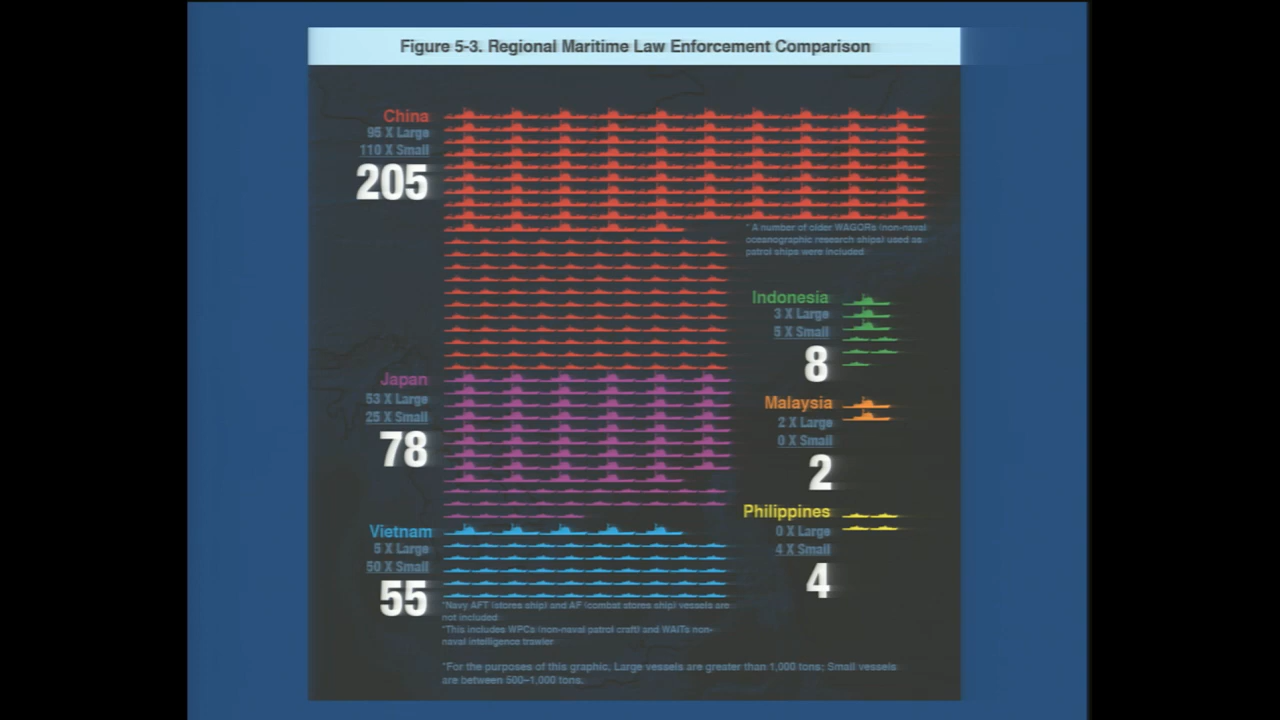 Figure 5-3. Regional Maritime Law Enforcement Comparison
China
95 X Large
110 X Small
205
* A number of older WAGORs (non-naval
oceanographic research ships) used as
patrol ships were included
Indonesia
3 X Large
5 X Small
8
Japan
53 X Large
25 X Small
78
Malaysia
2 X Large
0 X Small
2
Philippines
0 X Large
4 X Small
4
Vietnam
5 X Large
50 X Small
55
*Navy AFT (stores ship) and AF (combat stores ship) vessels are
not included
*This includes WPCs (non-naval patrol craft) and WAITs non-
naval intelligence trawler
*For the purposes of this graphic, Large vessels are greater than 1,000 tons; Small vessels
are between 500–1,000 tons.